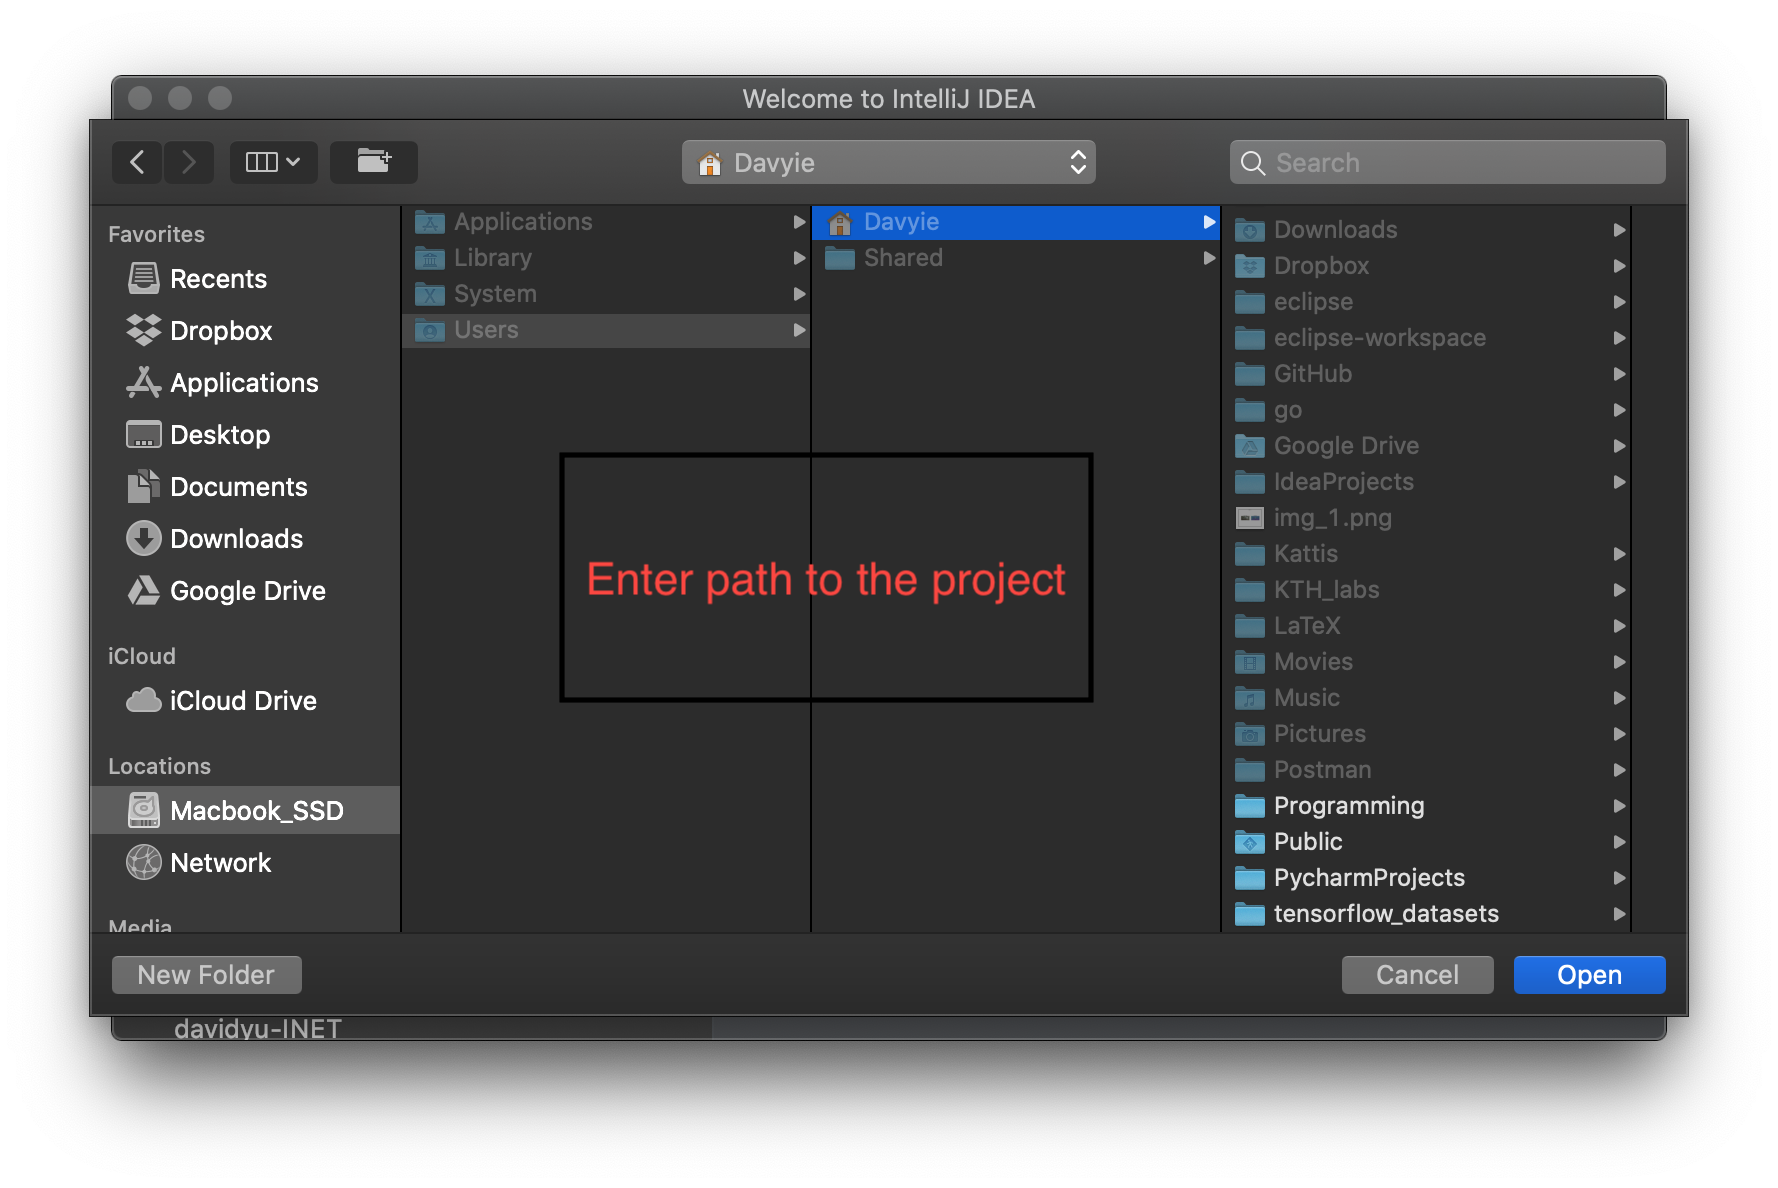 Welcome to IntelliJ IDEA
Davyie
Search
Favorites
Recents
Dropbox
Applications
Desktop
Documents
Downloads
Google Drive
iCloud
iCloud Drive
Locations
Macbook_SSD
Network
Media
Applications
Library
System
Users
Davyie
Shared
Enter path to the project
Downloads
Dropbox
eclipse
eclipse-workspace
GitHub
go
Google Drive
IdeaProjects
img_1.png
Kattis
KTH_labs
LaTeX
Movies
Music
Pictures
Postman
Programming
Public
PycharmProjects
tensorflow_datasets
New Folder
Cancel
Open
davidyu-INET